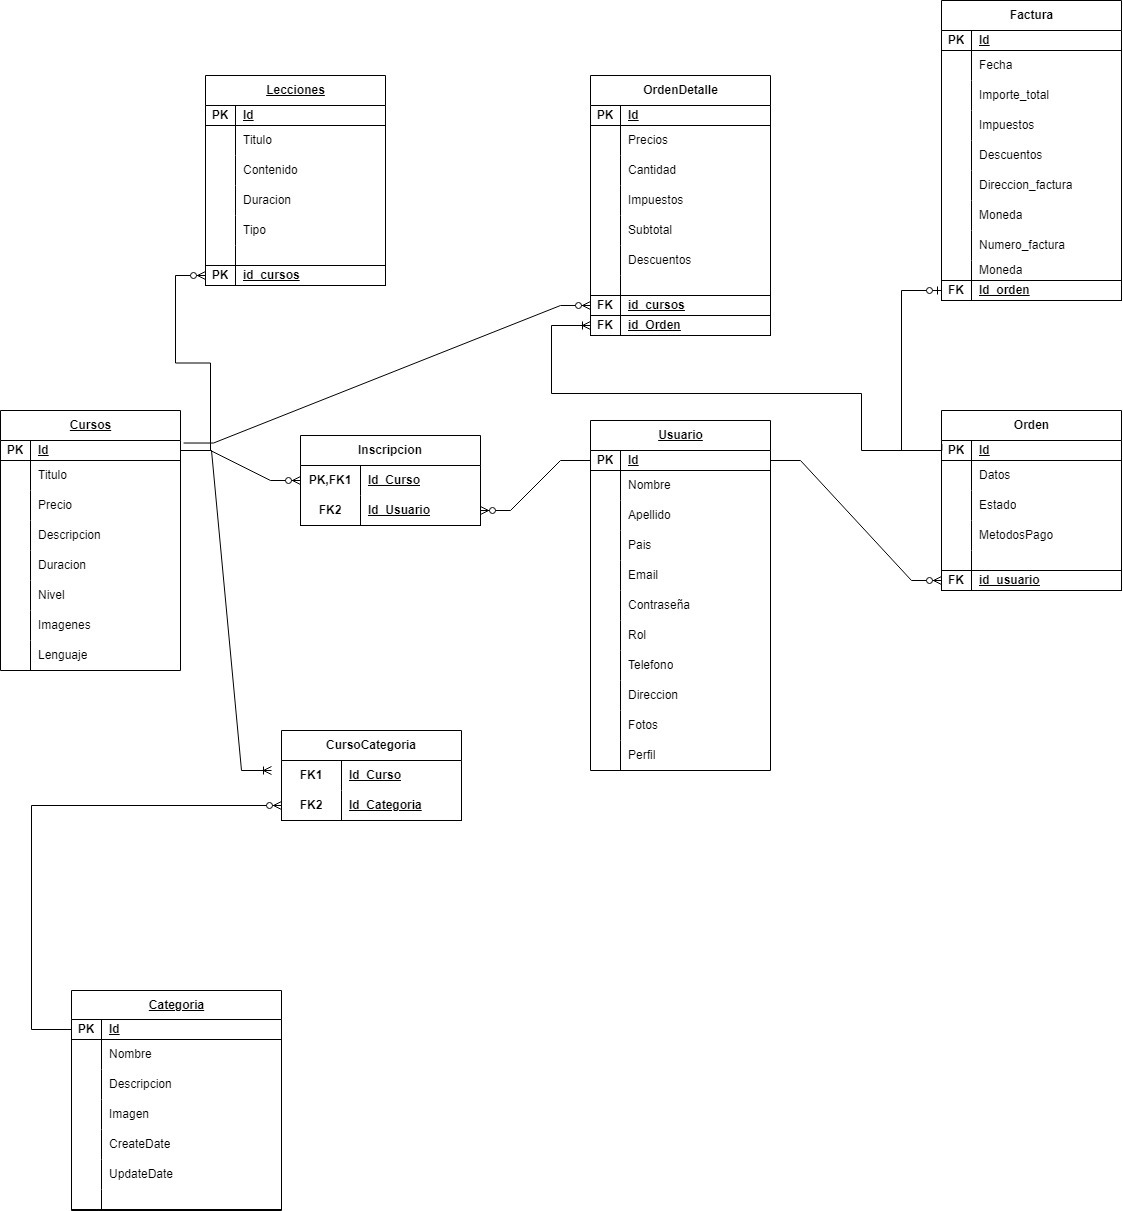 Factura
PK Id
Fecha
Importe_total
Impuestos
Descuentos
Direccion_factura
Moneda
Numero_factura
Moneda
FK Id_orden
Lecciones
PK Id
Titulo
Contenido
Duracion
Tipo
PK id_cursos
OrdenDetalle
PK Id
Precios
Cantidad
Impuestos
Subtotal
Descuentos
FK id_cursos
FK id_Orden
Cursos
PK Id
Titulo
Precio
Descripcion
Duracion
Nivel
Imagenes
Lenguaje
Inscripcion
PK,FK1 Id_Curso
FK2 Id_Usuario
Usuario
PK Id
Nombre
Apellido
Pais
Email
Contraseña
Rol
Telefono
Direccion
Fotos
Perfil
Orden
PK Id
Datos
Estado
MetodosPago
FK id_usuario
CursoCategoria
FK1 Id_Curso
FK2 Id_Categoria
Categoria
PK Id
Nombre
Descripcion
Imagen
CreateDate
UpdateDate